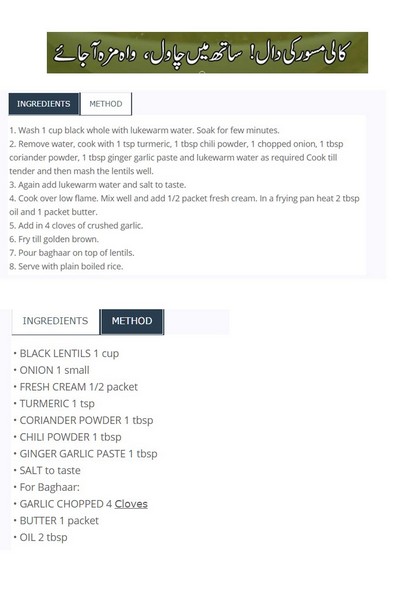 کالی مسور کی دال! ساتھ میں چاول، واہ مزہ آجائے
INGREDIENTS METHOD
1. Wash 1 cup black whole with lukewarm water. Soak for few minutes.
2. Remove water, cook with 1 tsp turmeric, 1 tbsp chili powder, 1 chopped onion, 1 tbsp
coriander powder, 1 tbsp ginger garlic paste and lukewarm water as required Cook till
tender and then mash the lentils well.
3. Again add lukewarm water and salt to taste.
4. Cook over low flame. Mix well and add 1/2 packet fresh cream. In a frying pan heat 2 tbsp
oil and 1 packet butter.
5. Add in 4 cloves of crushed garlic.
6. Fry till golden brown.
7. Pour baghaar on top of lentils.
8. Serve with plain boiled rice.
INGREDIENTS METHOD
• BLACK LENTILS 1 cup
• ONION 1 small
• FRESH CREAM 1/2 packet
• TURMERIC 1 tsp
• CORIANDER POWDER 1 tbsp
• CHILI POWDER 1 tbsp
• GINGER GARLIC PASTE 1 tbsp
• SALT to taste
• For Baghaar:
• GARLIC CHOPPED 4 Cloves
• BUTTER 1 packet
• OIL 2 tbsp